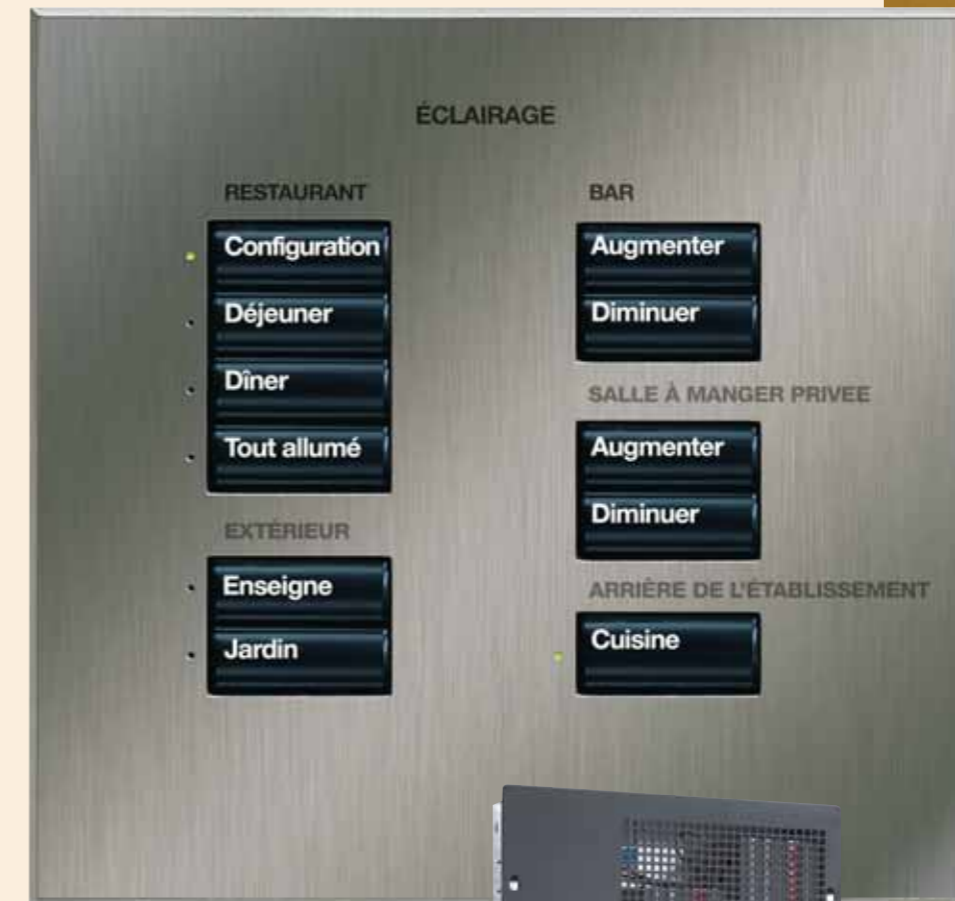 ÉCLAIRAGE
RESTAURANT
Configuration
Déjeuner
Dîner
Tout allumé
EXTÉRIEUR
Enseigne
Jardin
BAR
Augmenter
Diminuer
SALLE À MANGER PRIVEE
Augmenter
Diminuer
ARRIÈRE DE L'ÉTABLISSEMENT
Cuisine